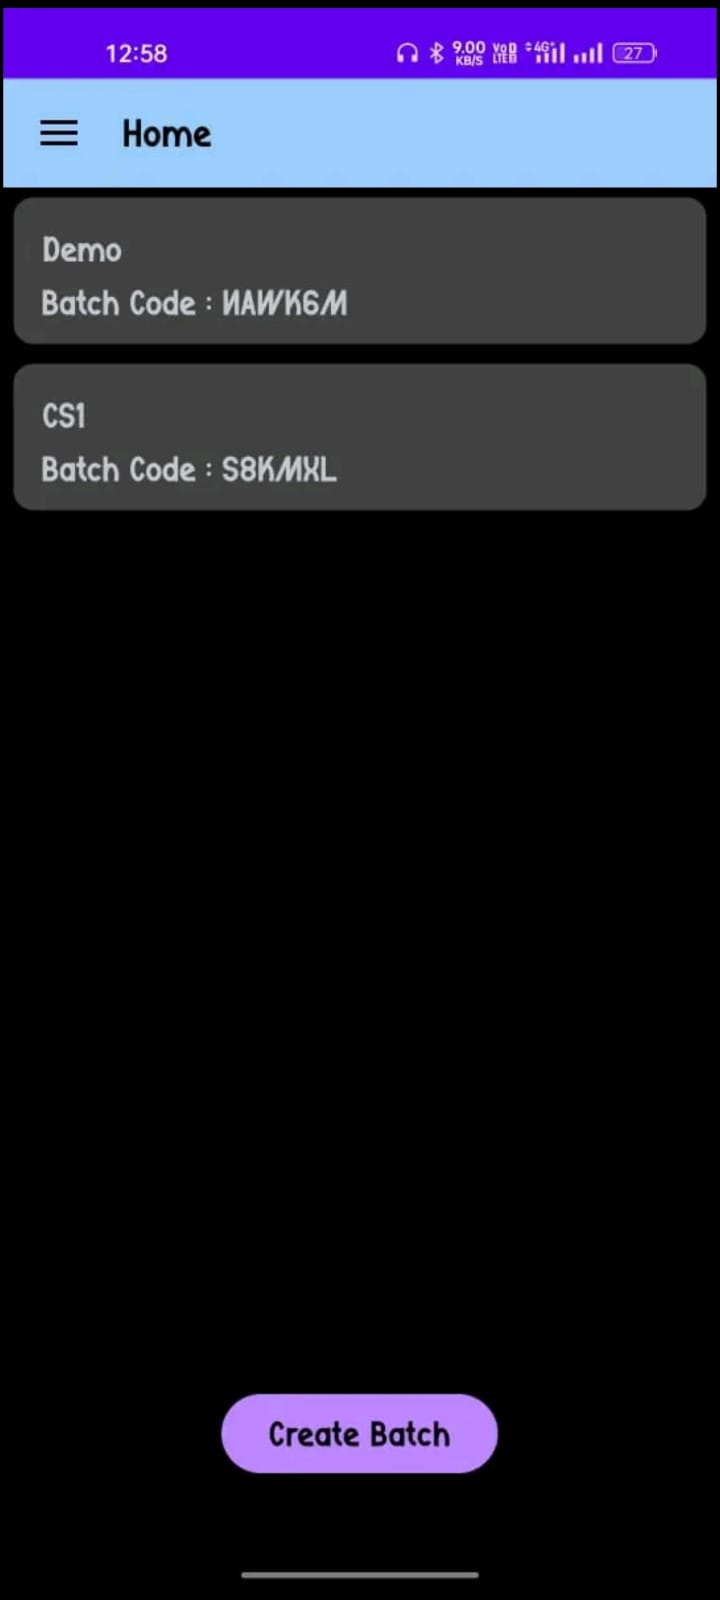 12:58
9.00
KB/S
VoD
LTE
4G+
27
Home
Demo
Batch Code : NAWK6M
CS1
Batch Code : S8KMXL
Create Batch